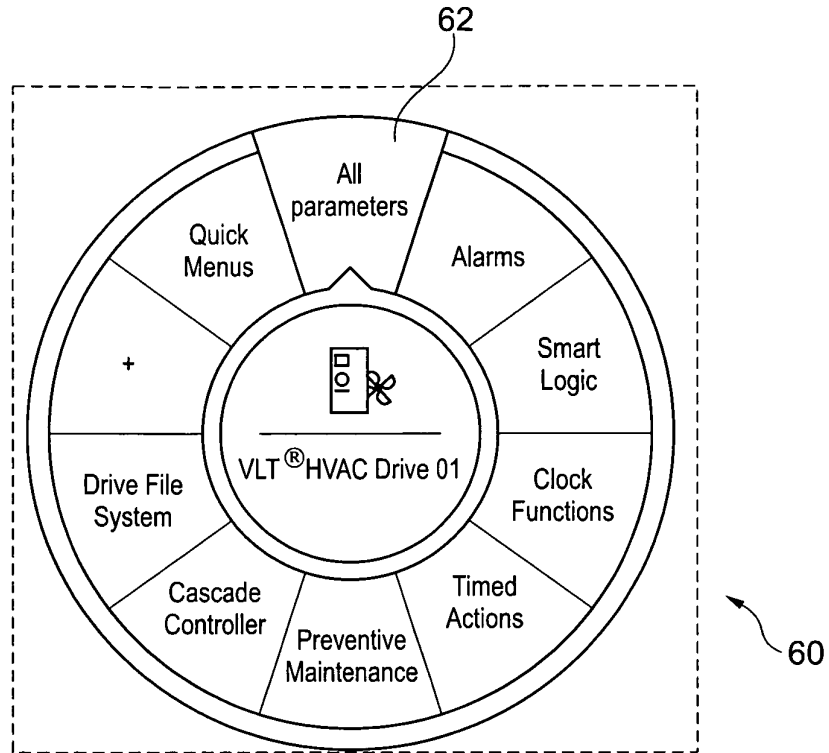 62
All
parameters
Alarms
Smart
Logic
Clock
Functions
Timed
Actions
Preventive
Maintenance
Cascade
Controller
Drive File
System
+
Quick
Menus
VLT®HVAC Drive 01
60